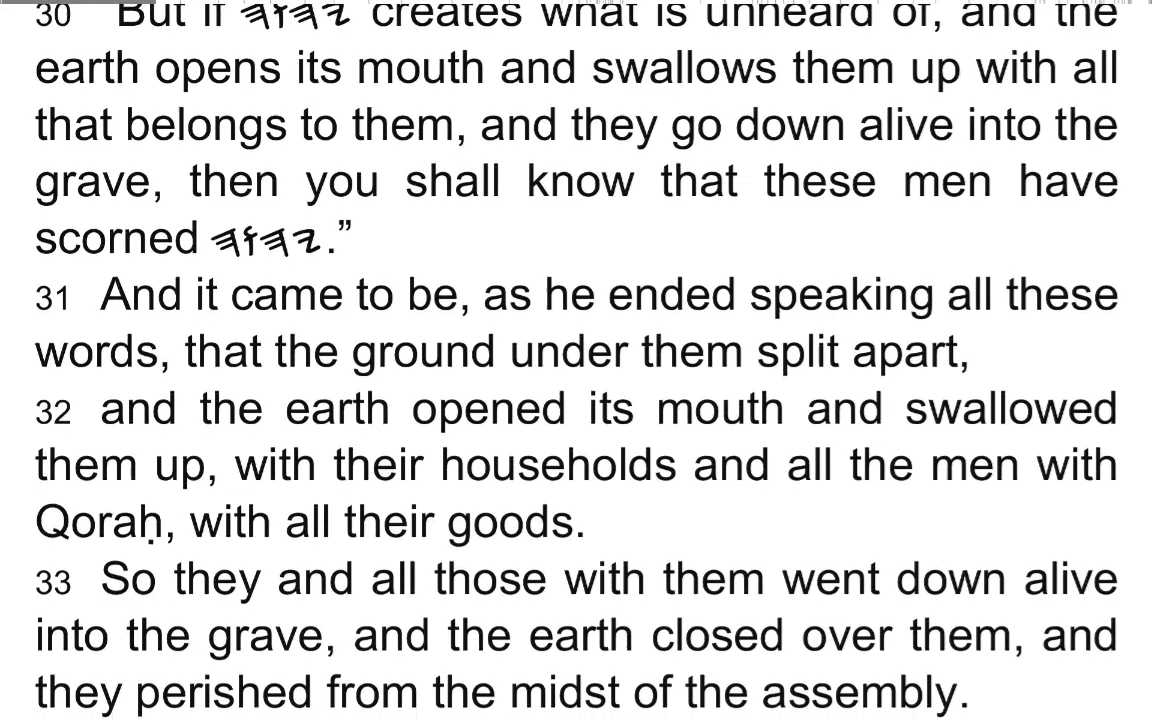 30 But if 𐤉𐤄𐤅𐤄 creates what is unheard of, and the
earth opens its mouth and swallows them up with all
that belongs to them, and they go down alive into the
grave, then you shall know that these men have
scorned 𐤉𐤄𐤅𐤄.”
31 And it came to be, as he ended speaking all these
words, that the ground under them split apart,
32 and the earth opened its mouth and swallowed
them up, with their households and all the men with
Qoraḥ, with all their goods.
33 So they and all those with them went down alive
into the grave, and the earth closed over them, and
they perished from the midst of the assembly.